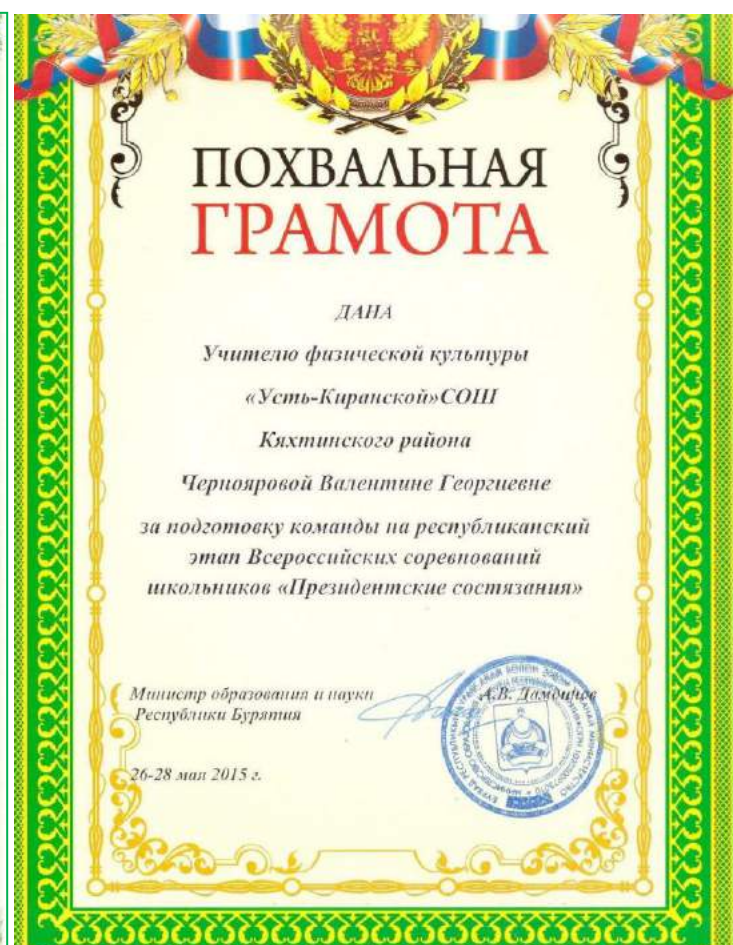 ПОХВАЛЬНАЯ
ГРАМОТА
ДАНА
Учителю физической культуры
«Усть-Киранской»СОШ
Кяхтинского района
Чернояровой Валентине Георгиевне
за подготовку команды на республиканский
этап Всероссийских соревнований
школьников «Президентские состязания»
Министр образования и науки А.В. Дамдинов
Республики Бурятия
26-28 мая 2015 г.